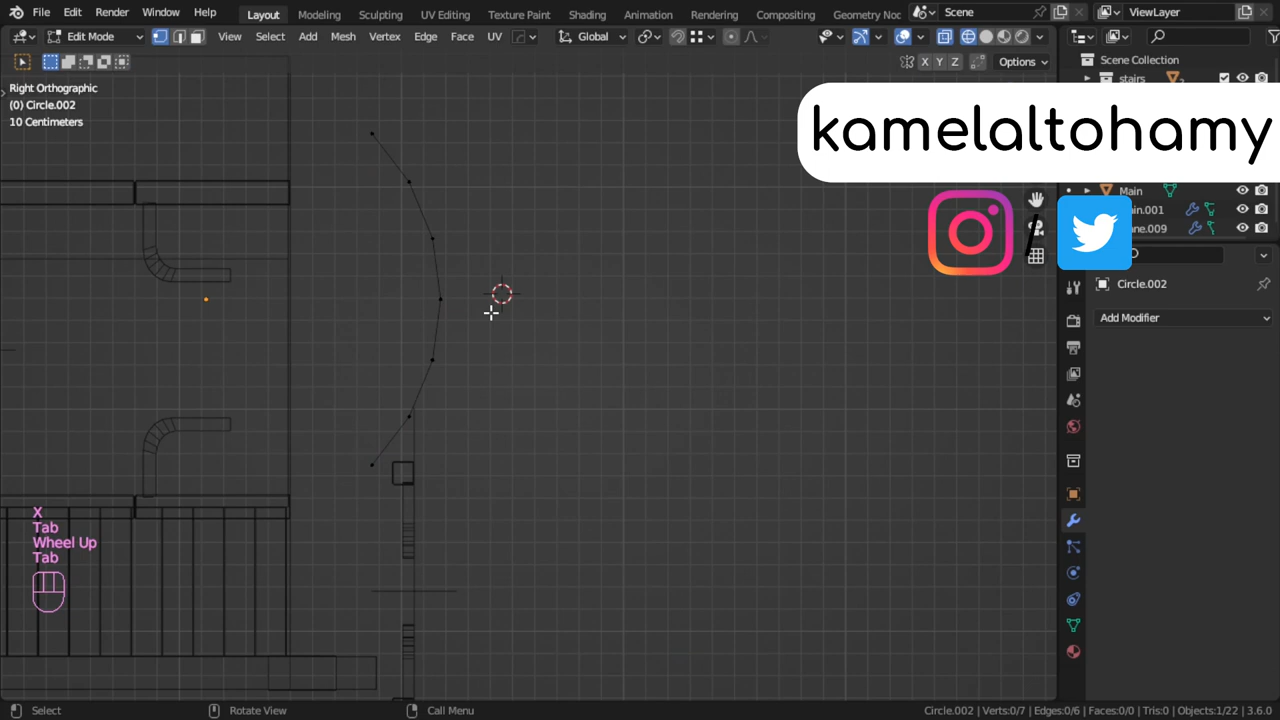 File Edit Render Window Help Layout Modeling Sculpting UV Editing Texture Paint Shading Animation Rendering Compositing Geometry Noc Scene ViewLayer
Edit Mode View Select Add Mesh Vertex Edge Face UV Global
X Y Z Options
Right Orthographic
(0) Circle.002
10 Centimeters
Scene Collection
stairs
kamelaltohamy
Main
ain.001
ane.009
Circle.002
Add Modifier
X
Tab
Wheel Up
Tab
Select Rotate View Call Menu Circle.002 | Verts:0/7 | Edges:0/6 | Faces:0/0 | Tris:0 | Objects:1/22 | 3.6.0